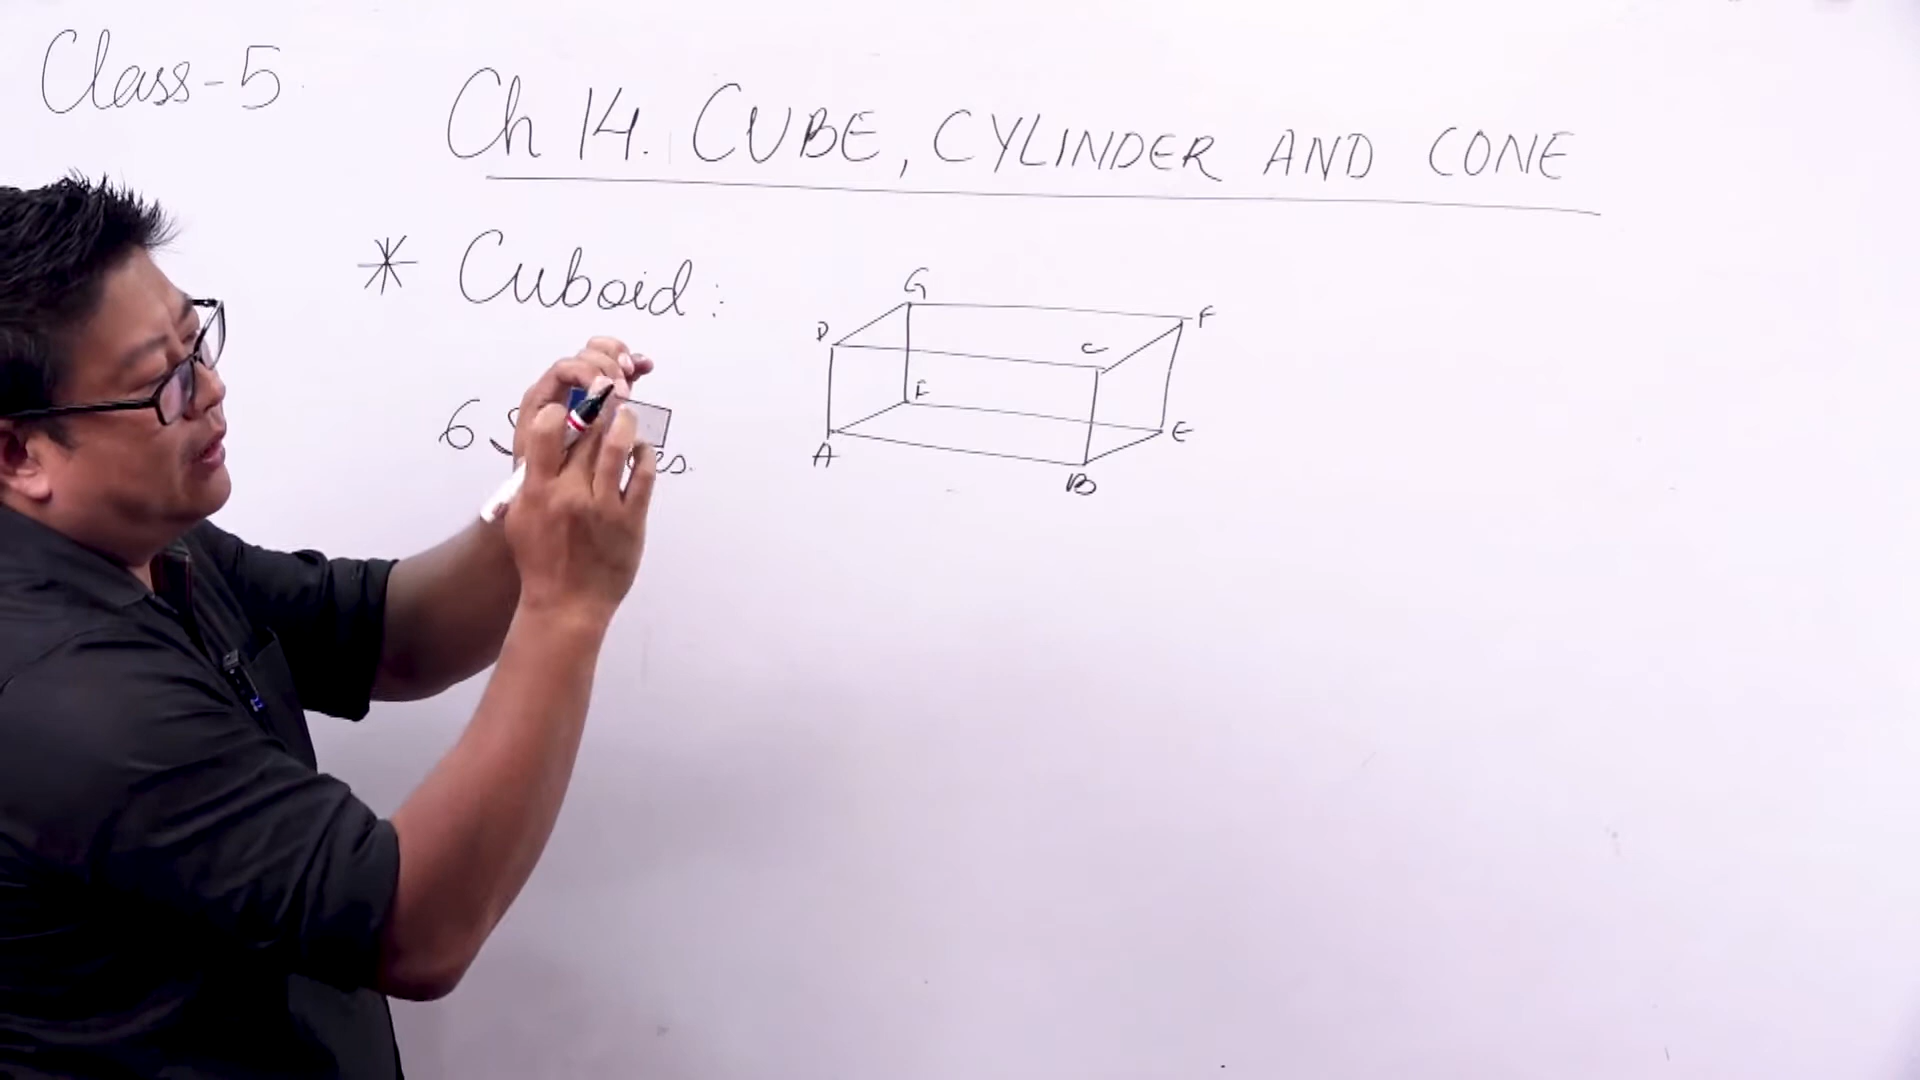 Class-5
Ch 14. CUBE, CYLINDER AND CONE
* Cuboid:
G
F
D
C
F
E
A
B
6